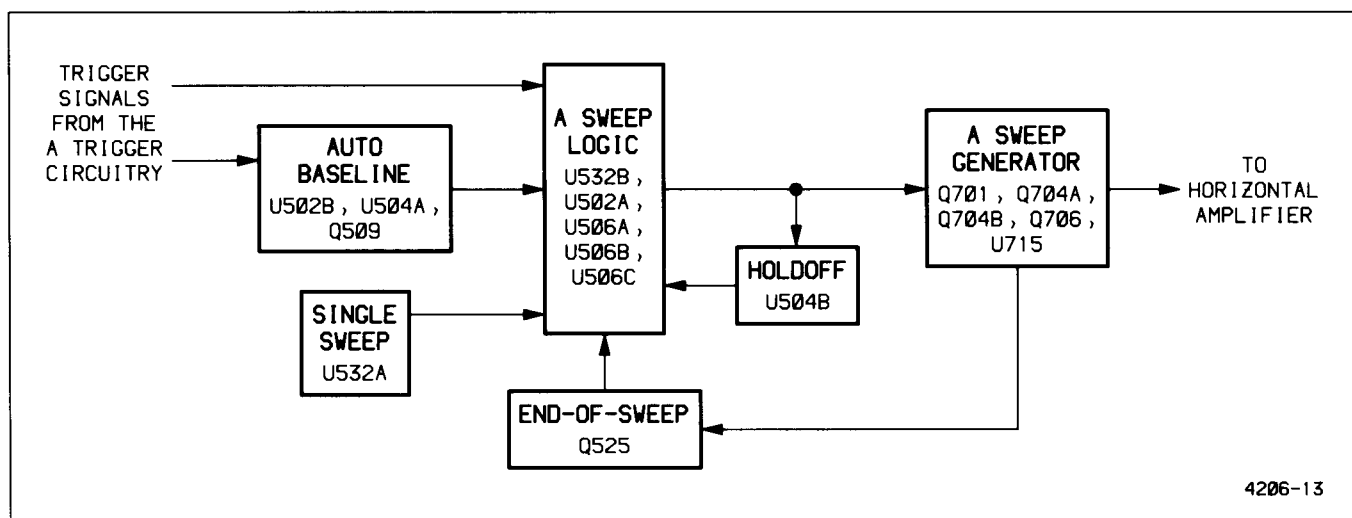 TRIGGER
SIGNALS
FROM THE
A TRIGGER
CIRCUITRY
AUTO
BASELINE
U502B, U504A,
Q509
SINGLE
SWEEP
U532A
A SWEEP
LOGIC
U532B,
U502A,
U506A,
U506B,
U506C
HOLDOFF
U504B
END-OF-SWEEP
Q525
A SWEEP
GENERATOR
Q701, Q704A,
Q704B, Q706,
U715
TO
HORIZONTAL
AMPLIFIER
4206-13